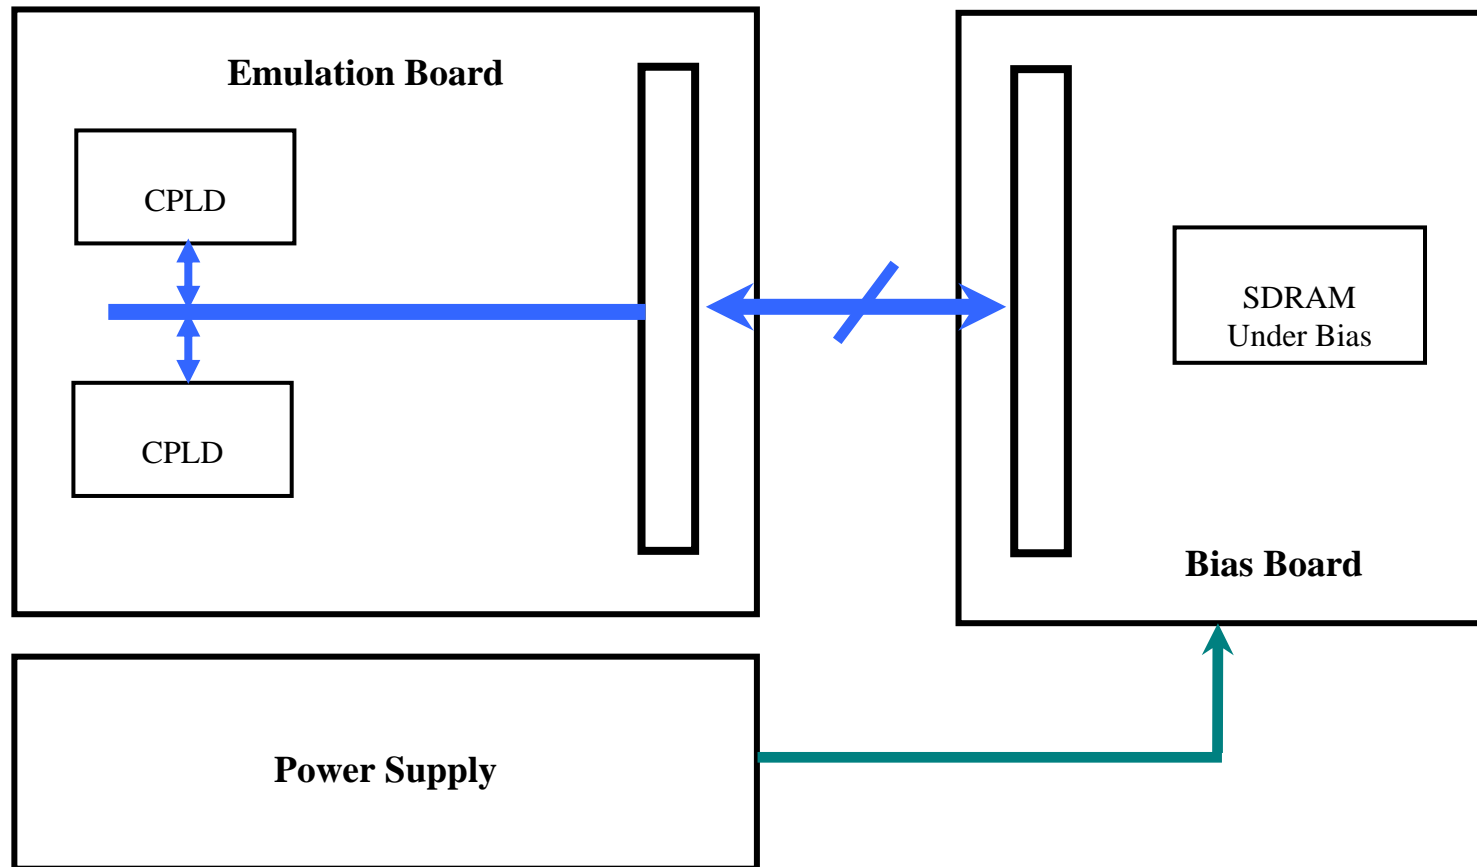 Emulation Board
CPLD
CPLD
SDRAM
Under Bias
Bias Board
Power Supply